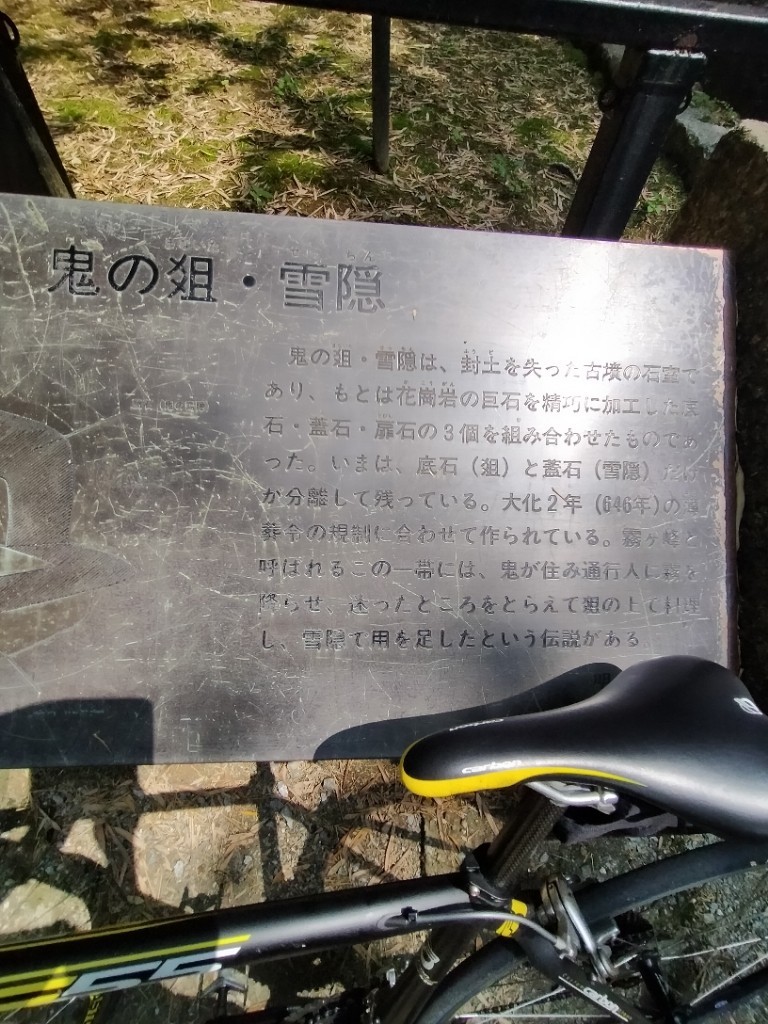 鬼の俎・雪隠
鬼の俎・雪隠は、封土を失った古墳の石室で
あり、もとは花崗岩の巨石を精巧に加工した底
石・蓋石・扉石の3個を組み合わせたものであ
った。いまは、底石（俎）と蓋石（雪隠）だけ
が分離して残っている。大化2年（646年）の
葬令の規制に合わせて作られている。霧ヶ峰と
呼ばれるこの一帯には、鬼が住み通行人に霧を
降らせ 迷ったところをとらえて俎の上で料理
し、雪隠で用を足したという伝説がある
carbon